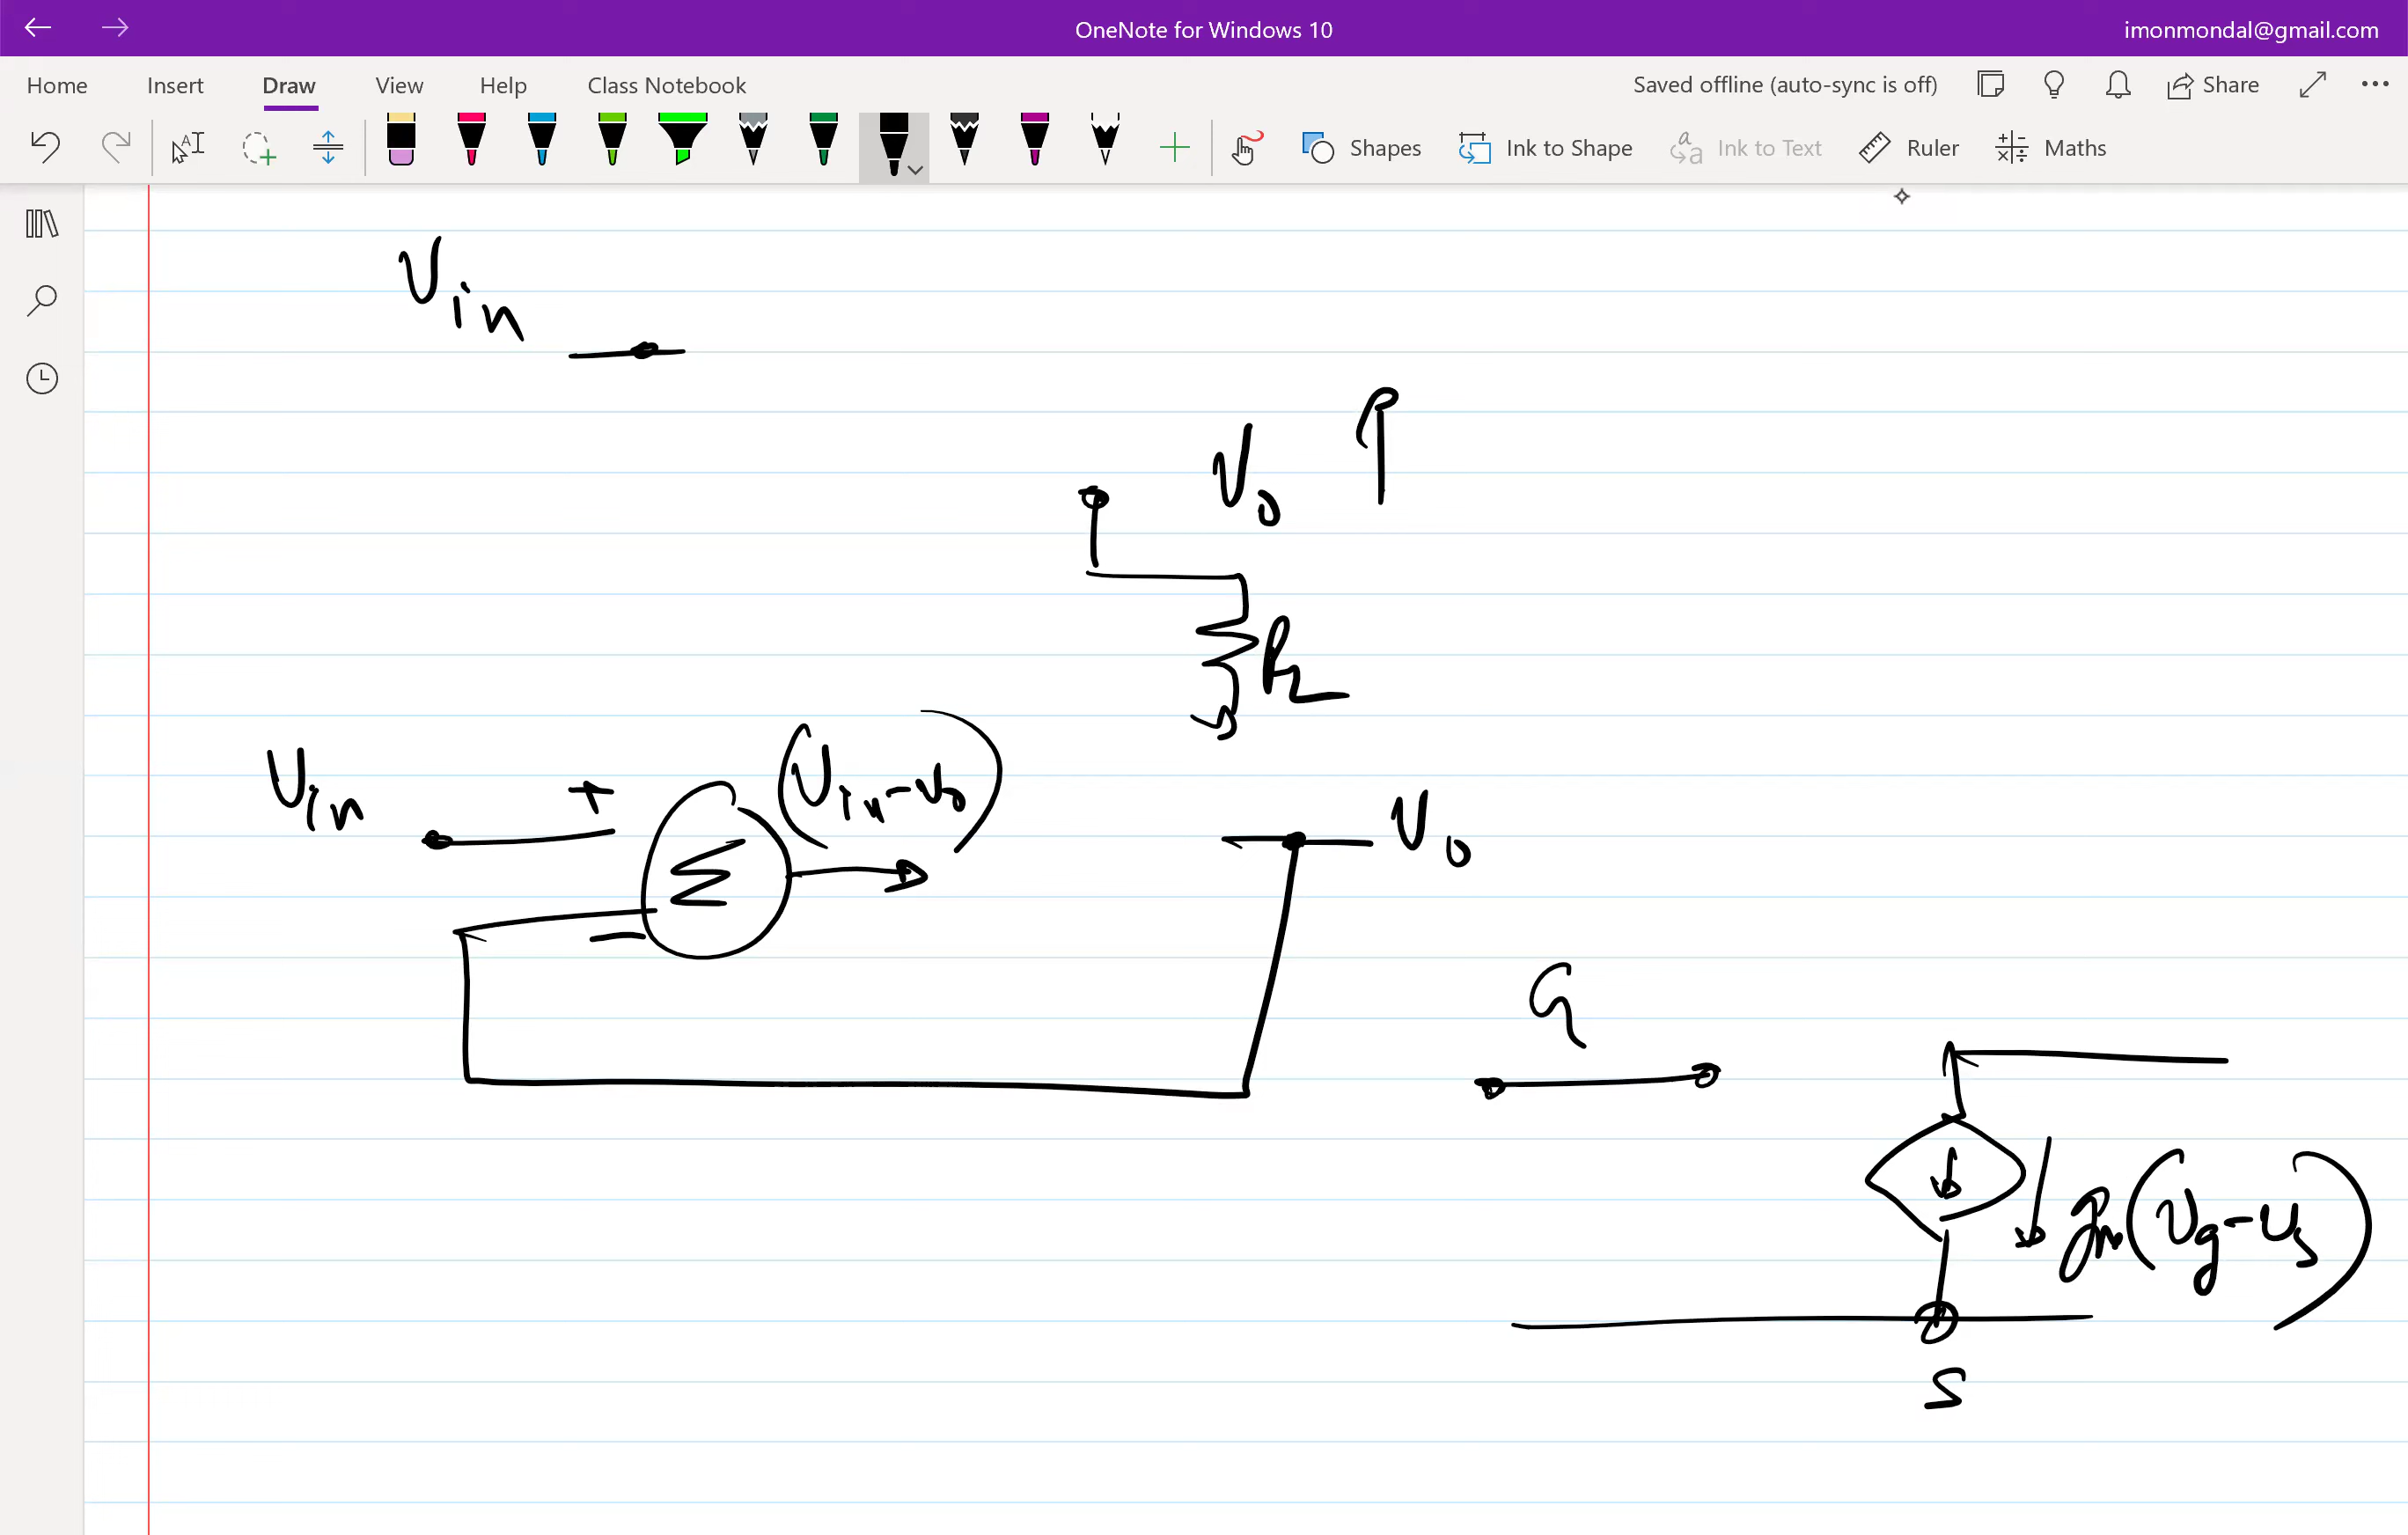 OneNote for Windows 10
imonmondal@gmail.com
Home Insert Draw View Help Class Notebook
Saved offline (auto-sync is off) Share
Shapes Ink to Shape Ink to Text Ruler Maths
Vin
Vo ↑
RL
Vin + Σ (Vin-vo)
−
Vo
G
gm(Vg-vs)
S